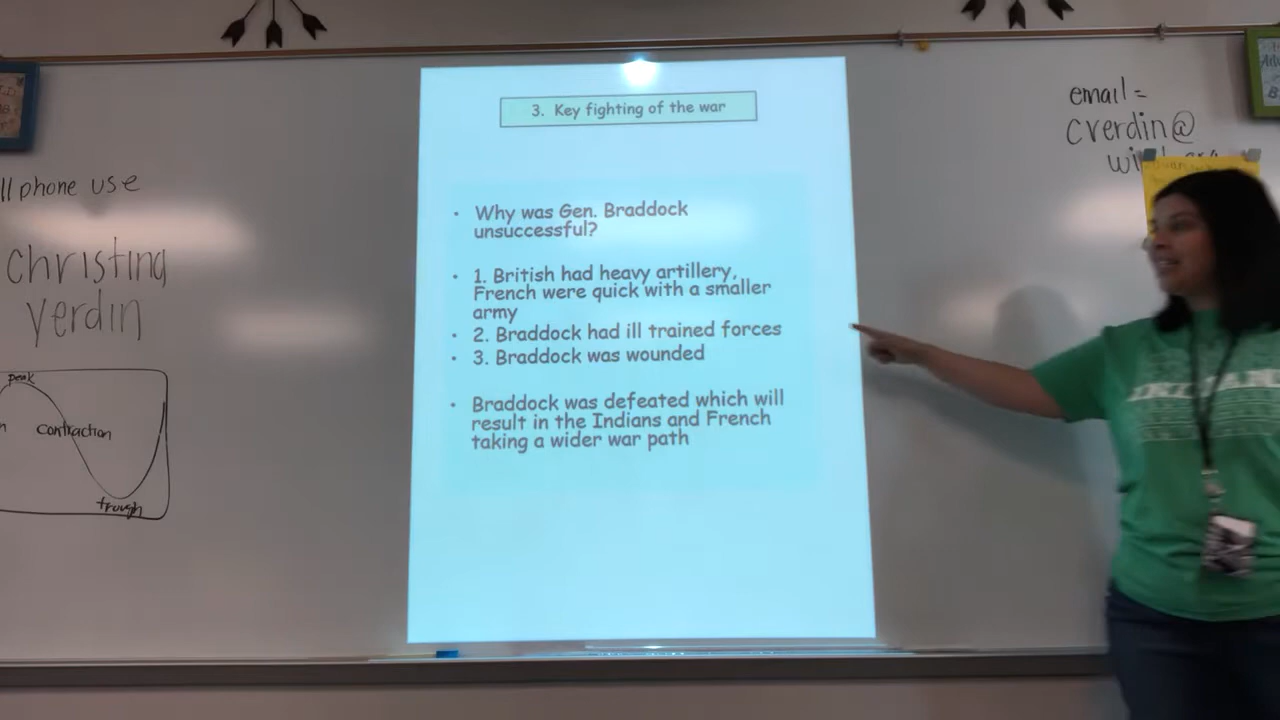 ll phone use
christina
verdin
peak
contraction
trough
3. Key fighting of the war
• Why was Gen. Braddock
unsuccessful?
• 1. British had heavy artillery,
French were quick with a smaller
army
• 2. Braddock had ill trained forces
• 3. Braddock was wounded
• Braddock was defeated which will
result in the Indians and French
taking a wider war path
email =
cverdin@